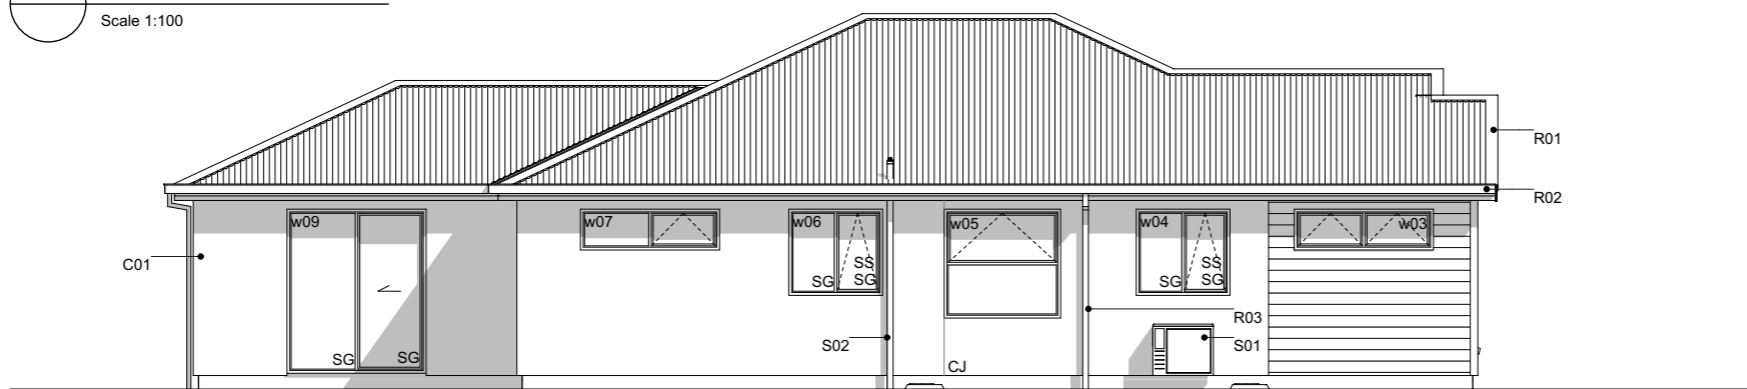 Scale 1:100
R01
R02
w09
w07
w06
w05
w04
w03
C01
SS
SS
SG
SG
SG
SG
R03
S02
S01
SG
SG
CJ